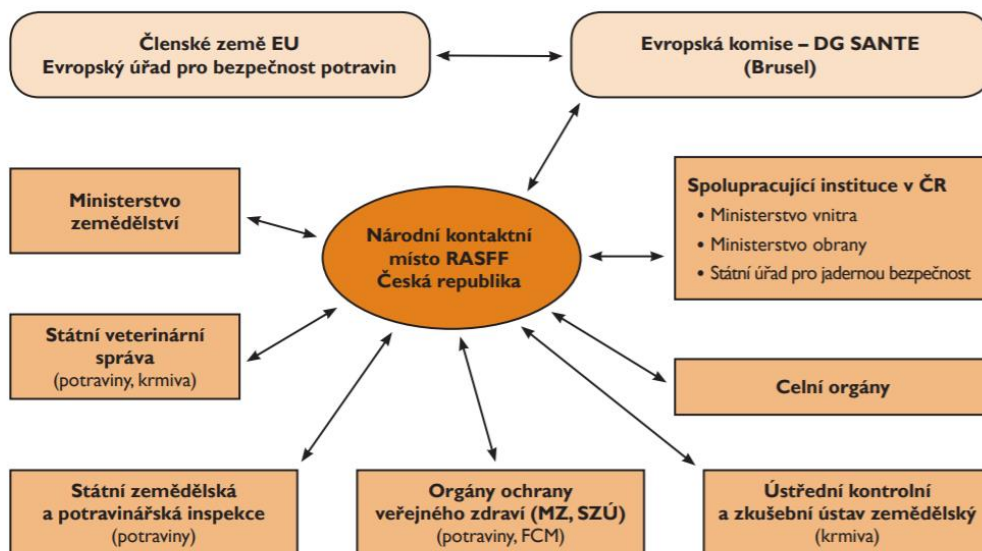 Členské země EU
Evropský úřad pro bezpečnost potravin
Evropská komise – DG SANTE
(Brusel)
Ministerstvo
zemědělství
Národní kontaktní
místo RASFF
Česká republika
Spolupracující instituce v ČR
• Ministerstvo vnitra
• Ministerstvo obrany
• Státní úřad pro jadernou bezpečnost
Státní veterinární
správa
(potraviny, krmiva)
Celní orgány
Státní zemědělská
a potravinářská inspekce
(potraviny)
Orgány ochrany
veřejného zdraví (MZ, SZÚ)
(potraviny, FCM)
Ústřední kontrolní
a zkušební ústav zemědělský
(krmiva)